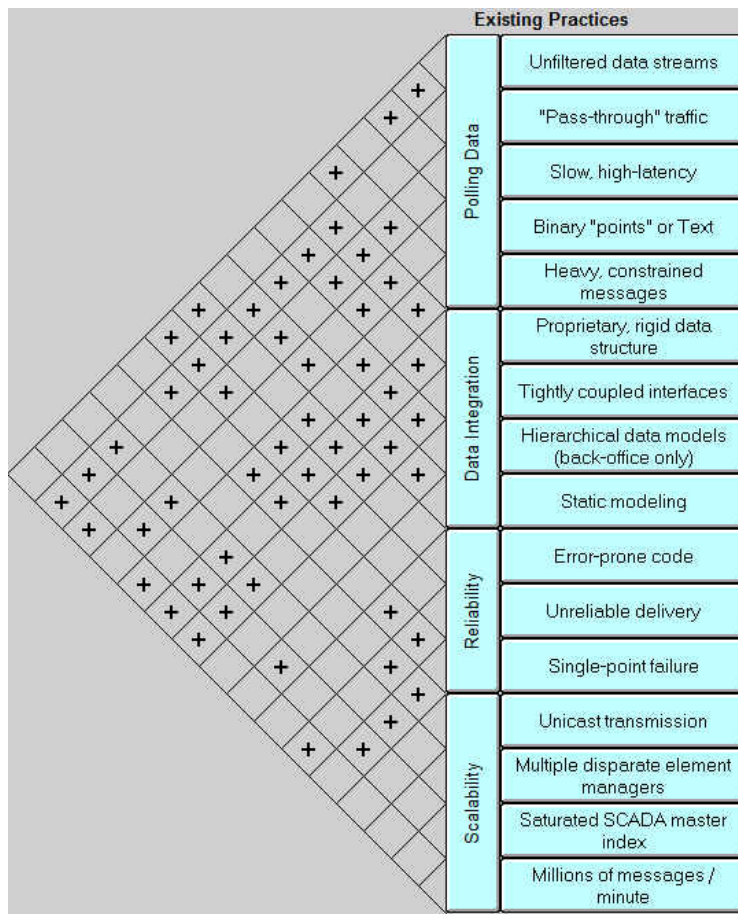 Existing Practices
Polling Data
Unfiltered data streams
"Pass-through" traffic
Slow, high-latency
Binary "points" or Text
Heavy, constrained
messages
Data Integration
Proprietary, rigid data
structure
Tightly coupled interfaces
Hierarchical data models
(back-office only)
Static modeling
Reliability
Error-prone code
Unreliable delivery
Single-point failure
Scalability
Unicast transmission
Multiple disparate element
managers
Saturated SCADA master
index
Millions of messages /
minute